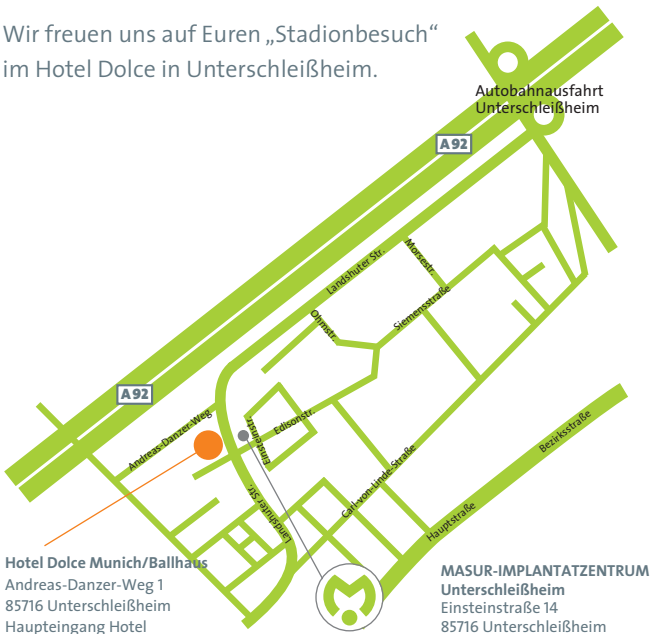 Wir freuen uns auf Euren „Stadionbesuch“
im Hotel Dolce in Unterschleißheim.
Autobahnausfahrt
Unterschleißheim
A 92
Landshuter Str.
Morsestr.
Siemensstraße
Ohmstr.
A 92
Andreas-Danzer-Weg
Einsteinstr.
Edisonstr.
Bezirksstraße
Carl-von-Linde-Straße
Landshuter Str.
Hauptstraße
Hotel Dolce Munich/Ballhaus
Andreas-Danzer-Weg 1
85716 Unterschleißheim
Haupteingang Hotel
MASUR-IMPLANTATZENTRUM
Unterschleißheim
Einsteinstraße 14
85716 Unterschleißheim